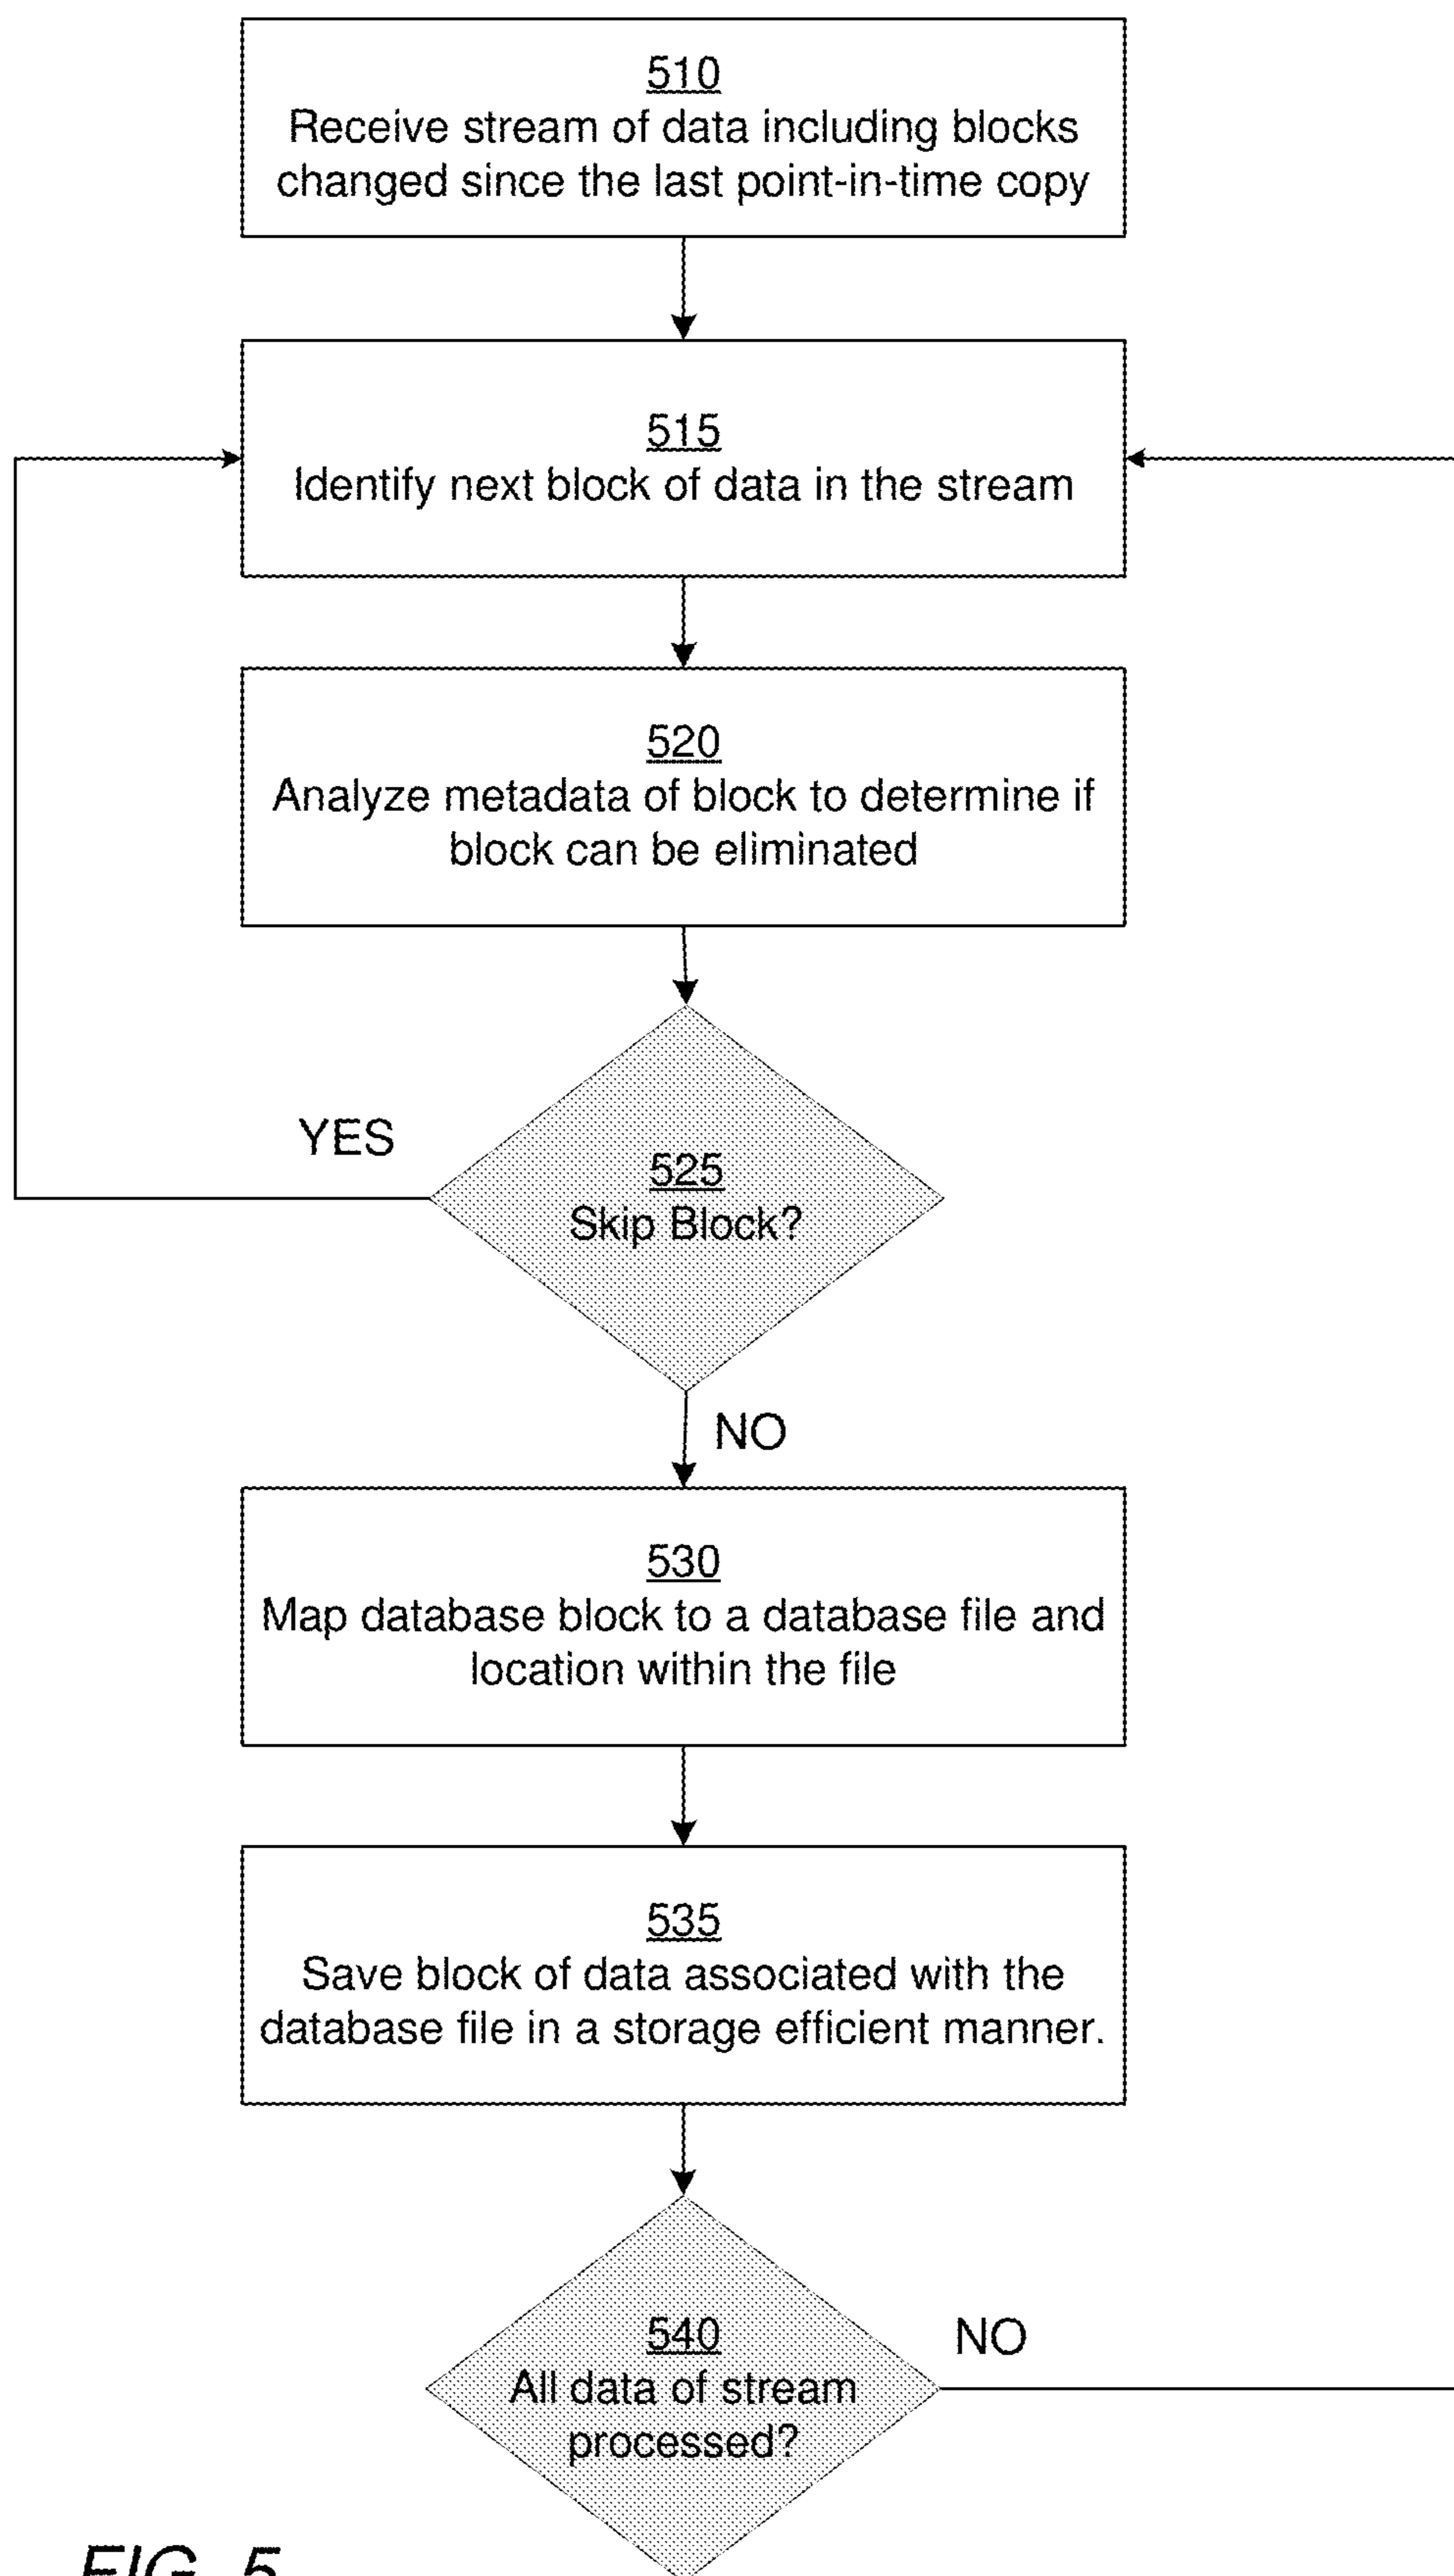 510
Receive stream of data including blocks
changed since the last point-in-time copy
515
Identify next block of data in the stream
520
Analyze metadata of block to determine if
block can be eliminated
YES
525
Skip Block?
NO
530
Map database block to a database file and
location within the file
535
Save block of data associated with the
database file in a storage efficient manner.
540
All data of stream
processed?
NO
FIG. 5